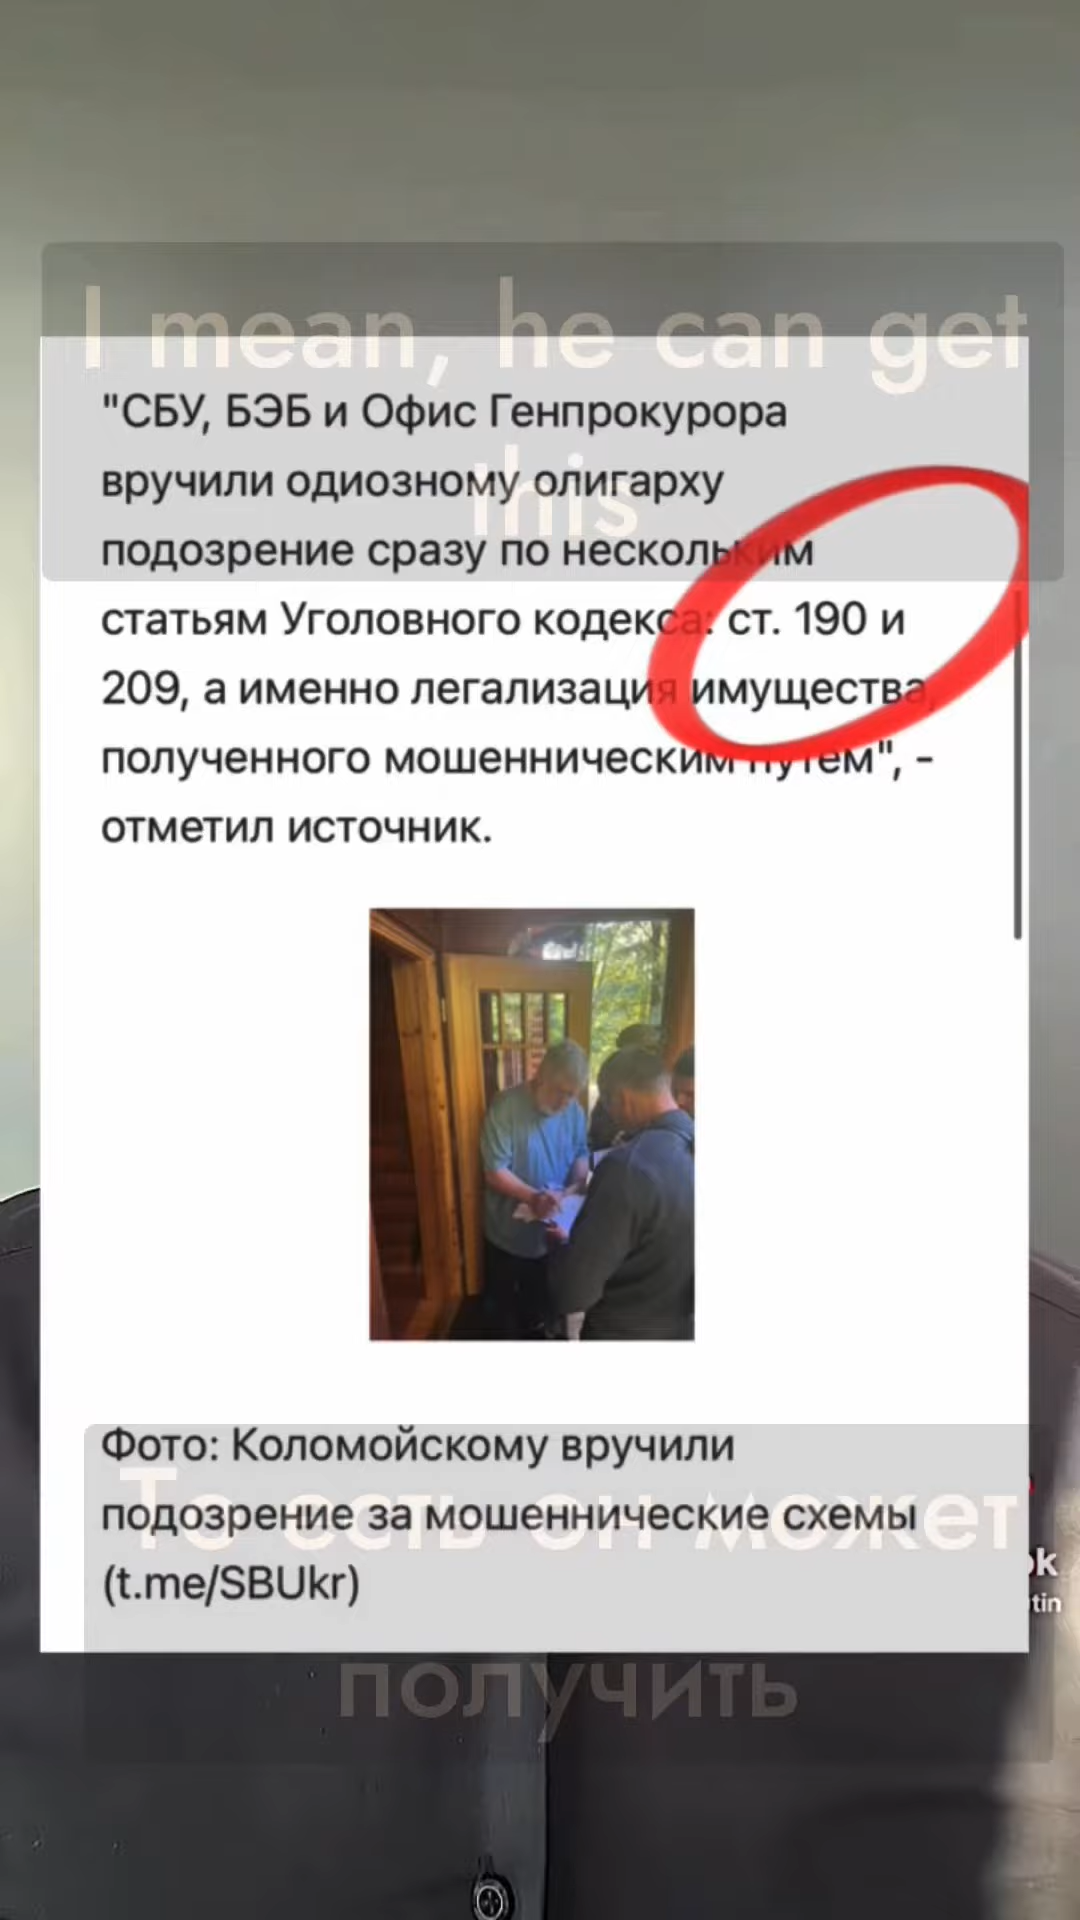 I mean, he can get
this
"СБУ, БЭБ и Офис Генпрокурора
вручили одиозному олигарху
подозрение сразу по нескольким
статьям Уголовного кодекса: ст. 190 и
209, а именно легализация имущества,
полученного мошенническим путем", -
отметил источник.
Фото: Коломойскому вручили
подозрение за мошеннические схемы
(t.me/SBUkr)
То есть он может
получить